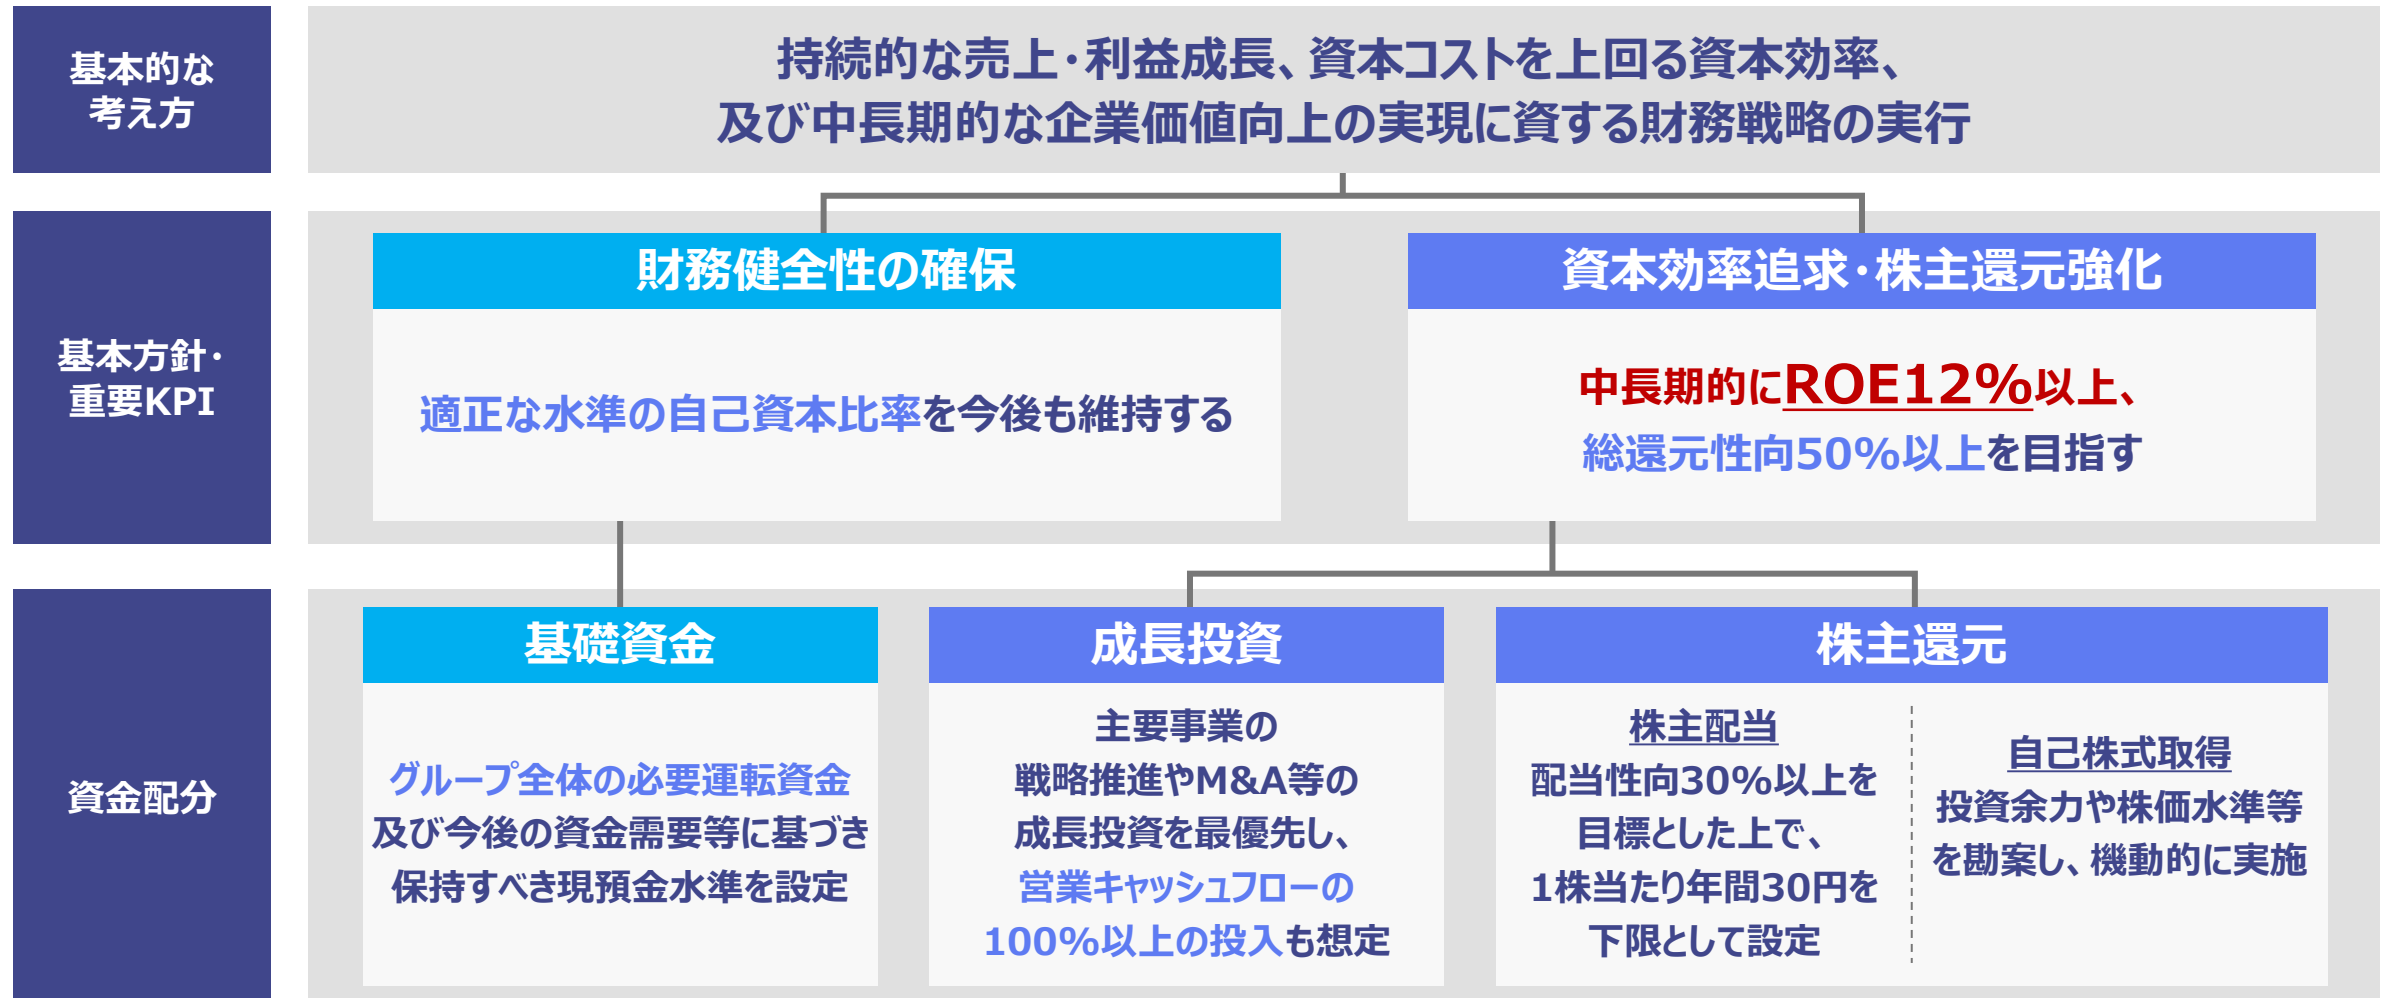 基本的な
考え方
持続的な売上・利益成長、資本コストを上回る資本効率、
及び中長期的な企業価値向上の実現に資する財務戦略の実行
基本方針・
重要KPI
財務健全性の確保
適正な水準の自己資本比率を今後も維持する
資本効率追求・株主還元強化
中長期的にROE12%以上、
総還元性向50%以上を目指す
資金配分
基礎資金
グループ全体の必要運転資金
及び今後の資金需要等に基づき
保持すべき現預金水準を設定
成長投資
主要事業の
戦略推進やM&A等の
成長投資を最優先し、
営業キャッシュフローの
100%以上の投入も想定
株主還元
株主配当
配当性向30%以上を
目標とした上で、
1株当たり年間30円を
下限として設定
自己株式取得
投資余力や株価水準等
を勘案し、機動的に実施